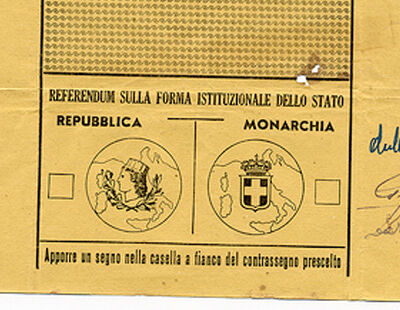 REFERENDUM SULLA FORMA ISTITUZIONALE DELLO STATO
REPUBBLICA
MONARCHIA
Apporre un segno nella casella a fianco del contrassegno prescelto